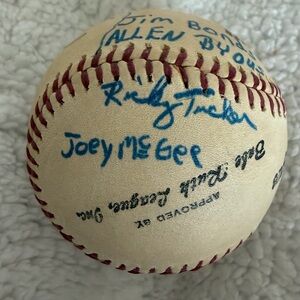 Jim
ALLEN
Ricky Tucker
Joey McGee
Babe Ruth League, Inc.
APPROVED BY